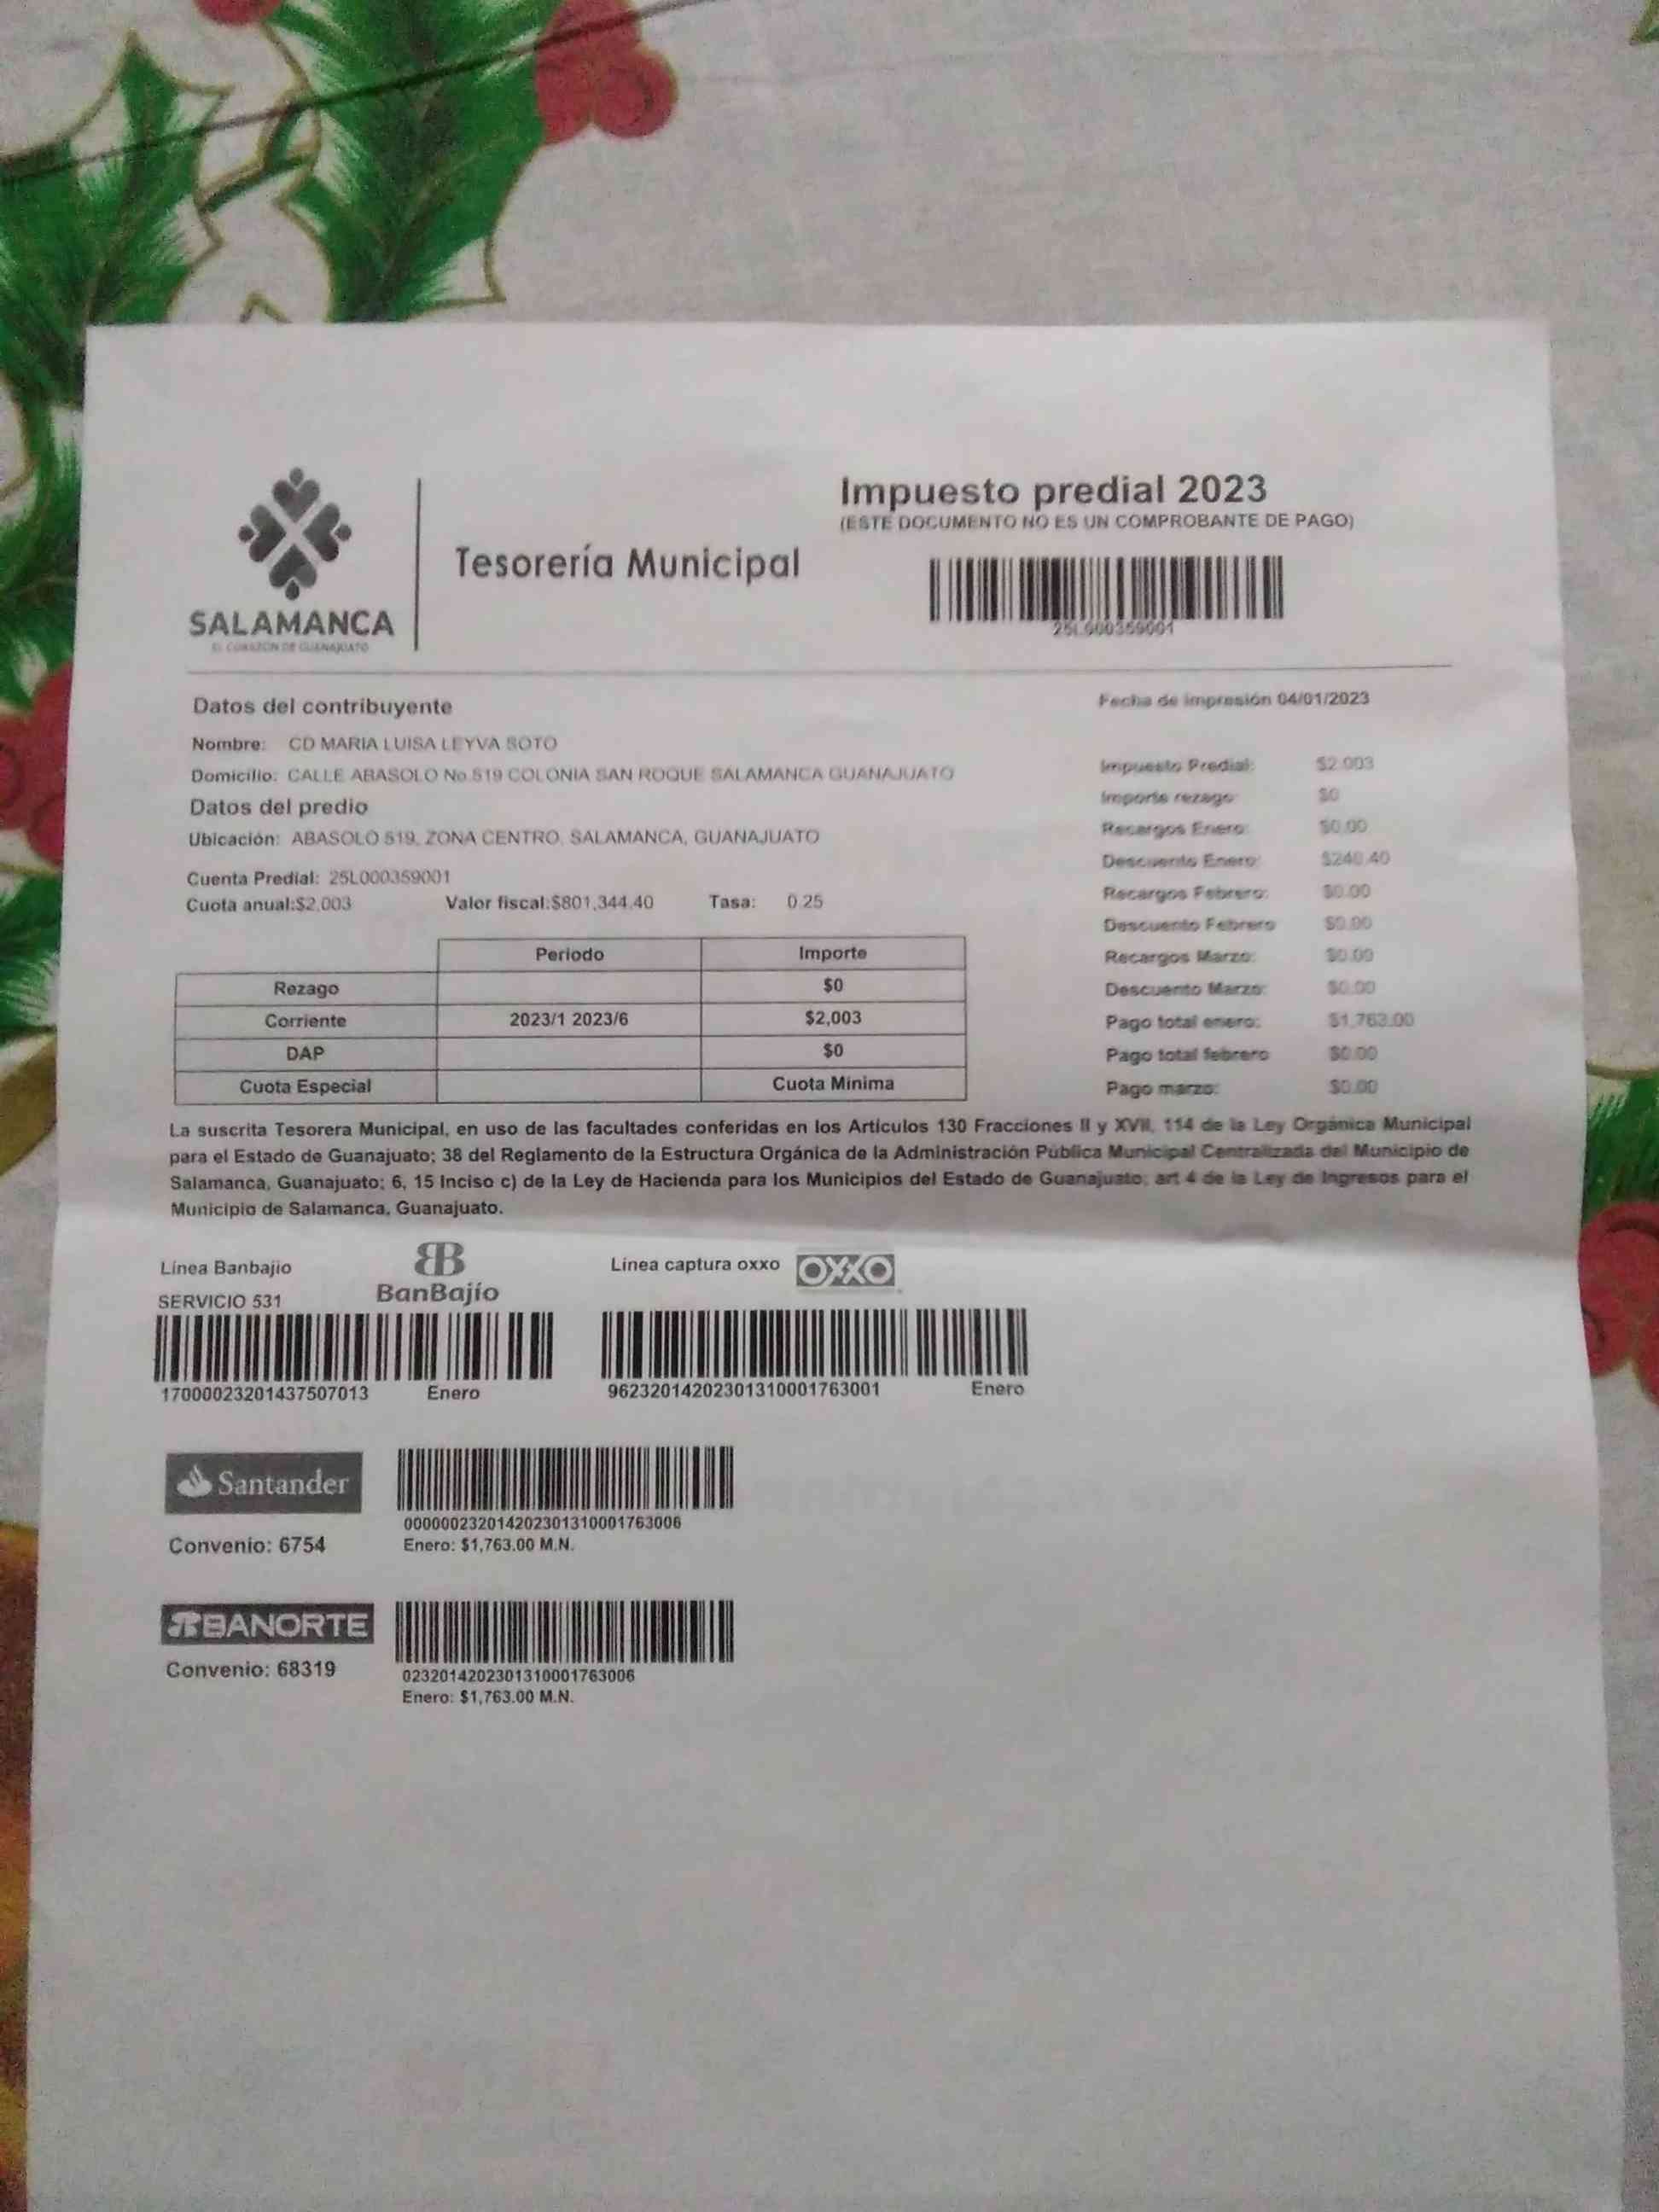 Impuesto predial 2023
(ESTE DOCUMENTO NO ES UN COMPROBANTE DE PAGO)
Tesorería Municipal
SALAMANCA
EL CORAZÓN DE GUANAJUATO
25L000359001
Datos del contribuyente
Nombre: CD MARIA LUISA LEYVA SOTO
Domicilio: CALLE ABASOLO No.519 COLONIA SAN ROQUE SALAMANCA GUANAJUATO
Datos del predio
Ubicación: ABASOLO 519, ZONA CENTRO, SALAMANCA, GUANAJUATO
Cuenta Predial: 25L000359001
Cuota anual:$2,003 Valor fiscal:$801,344.40 Tasa: 0.25
Periodo Importe
Rezago $0
Corriente 2023/1 2023/6 $2,003
DAP $0
Cuota Especial Cuota Minima
Fecha de impresión 04/01/2023
Impuesto Predial: $2,003
Importe rezago: $0
Recargos Enero: $0.00
Descuento Enero: $240.40
Recargos Febrero: $0.00
Descuento Febrero $0.00
Recargos Marzo: $0.00
Descuento Marzo: $0.00
Pago total enero: $1,763.00
Pago total febrero $0.00
Pago marzo: $0.00
La suscrita Tesorera Municipal, en uso de las facultades conferidas en los Artículos 130 Fracciones II y XVII, 114 de la Ley Orgánica Municipal
para el Estado de Guanajuato; 38 del Reglamento de la Estructura Orgánica de la Administración Pública Municipal Centralizada del Municipio de
Salamanca, Guanajuato; 6, 15 Inciso c) de la Ley de Hacienda para los Municipios del Estado de Guanajuato; art 4 de la Ley de Ingresos para el
Municipio de Salamanca, Guanajuato.
Línea Banbajio
SERVICIO 531
BanBajío
17000023201437507013 Enero
Línea captura oxxo OXXO
96232014202301310001763001 Enero
Santander
Convenio: 6754
000000232014202301310001763006
Enero: $1,763.00 M.N.
BANORTE
Convenio: 68319
0232014202301310001763006
Enero: $1,763.00 M.N.